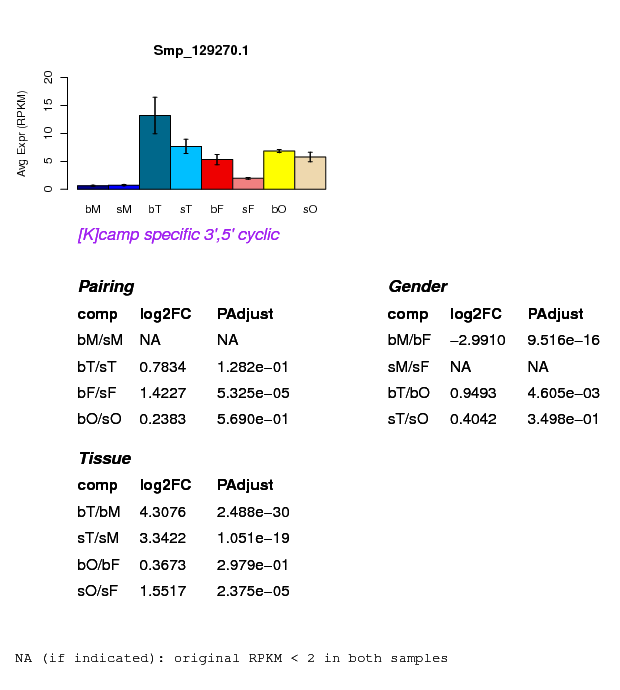 Smp_129270.1
Avg Expr (RPKM)
20
15
10
5
0
bM sM bT sT bF sF bO sO
[K]camp specific 3',5' cyclic
Pairing
comp log2FC PAdjust
bM/sM NA NA
bT/sT 0.7834 1.282e−01
bF/sF 1.4227 5.325e−05
bO/sO 0.2383 5.690e−01
Gender
comp log2FC PAdjust
bM/bF −2.9910 9.516e−16
sM/sF NA NA
bT/bO 0.9493 4.605e−03
sT/sO 0.4042 3.498e−01
Tissue
comp log2FC PAdjust
bT/bM 4.3076 2.488e−30
sT/sM 3.3422 1.051e−19
bO/bF 0.3673 2.979e−01
sO/sF 1.5517 2.375e−05
NA (if indicated): original RPKM < 2 in both samples